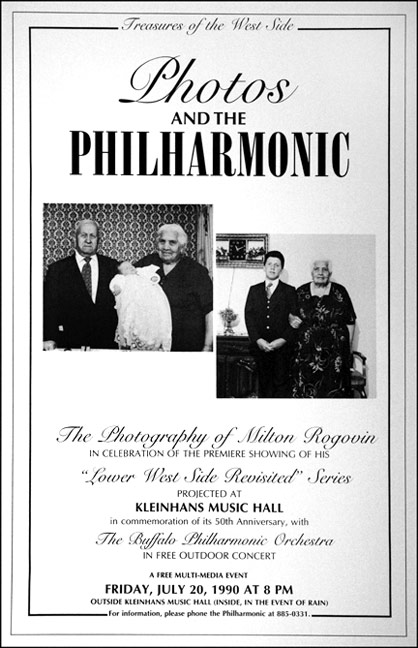 Treasures of the West Side
Photos
AND THE
PHILHARMONIC
The Photography of Milton Rogovin
IN CELEBRATION OF THE PREMIERE SHOWING OF HIS
"Lower West Side Revisited" Series
PROJECTED AT
KLEINHANS MUSIC HALL
in commemoration of its 50th Anniversary, with
The Buffalo Philharmonic Orchestra
IN FREE OUTDOOR CONCERT
A FREE MULTI-MEDIA EVENT
FRIDAY, JULY 20, 1990 AT 8 PM
OUTSIDE KLEINHANS MUSIC HALL (INSIDE, IN THE EVENT OF RAIN)
For information, please phone the Philharmonic at 885-0331.